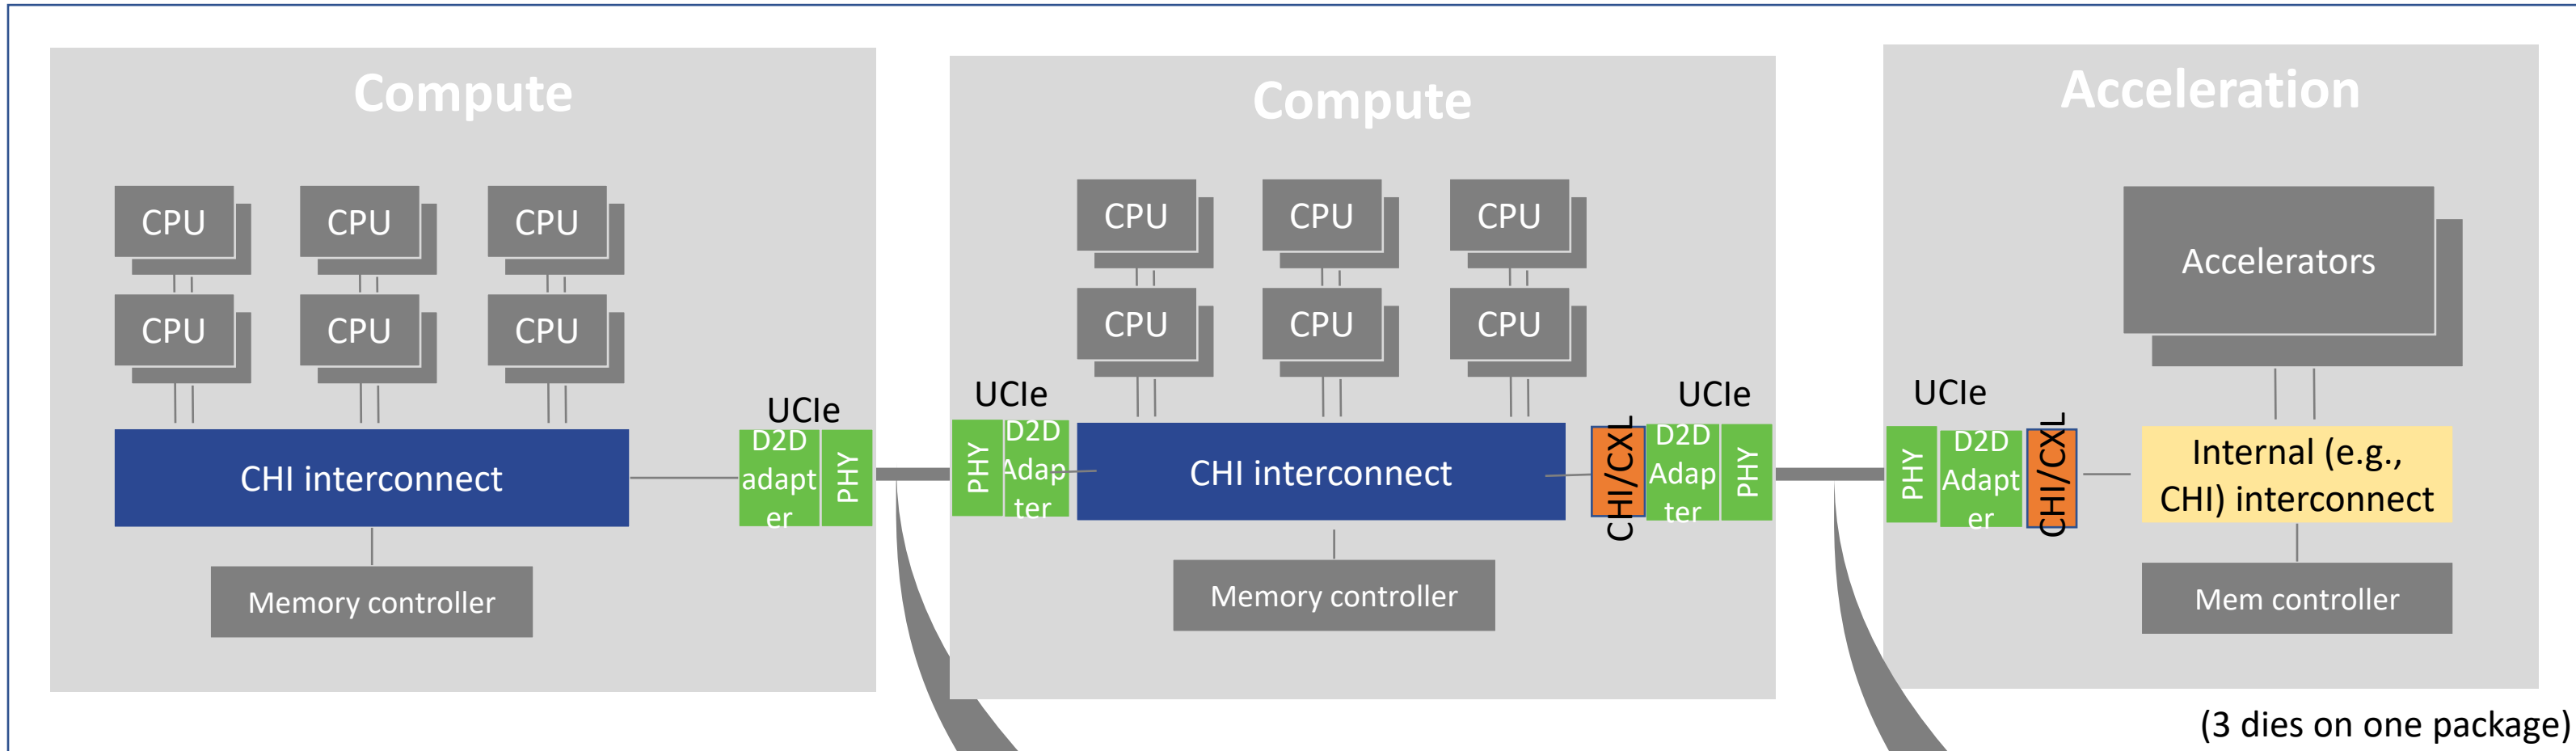 Compute
CPU
CPU
CPU
CPU
CPU
CPU
UCIe
CHI interconnect
D2D
adapt
er
PHY
Memory controller
Compute
CPU
CPU
CPU
CPU
CPU
CPU
UCIe
UCIe
PHY
D2D
Adap
ter
CHI interconnect
CHI/CXL
D2D
Adap
ter
PHY
Memory controller
Acceleration
Accelerators
UCIe
PHY
D2D
Adapt
er
CHI/CXL
Internal (e.g.,
CHI) interconnect
Mem controller
(3 dies on one package)